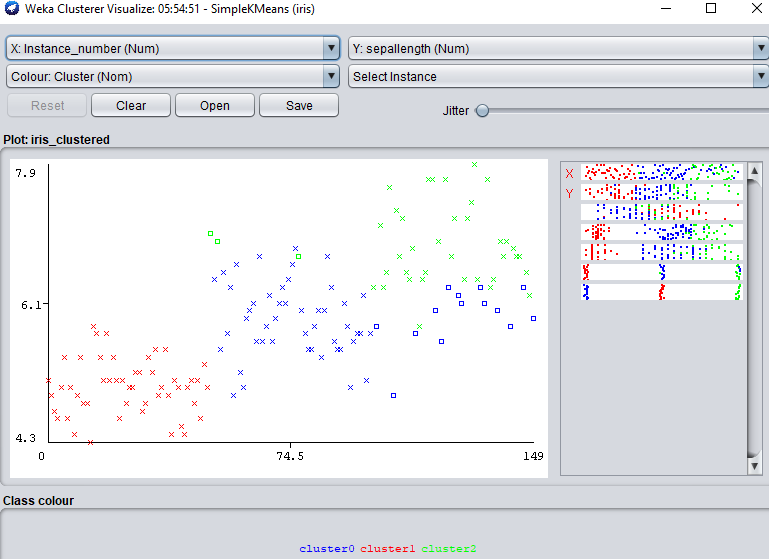 Weka Clusterer Visualize: 05:54:51 - SimpleKMeans (iris)
X: Instance_number (Num) Y: sepallength (Num)
Colour: Cluster (Nom) Select Instance
Reset Clear Open Save Jitter
Plot: iris_clustered
7.9
6.1
4.3
0 74.5 149
X
Y
Class colour
cluster0 cluster1 cluster2